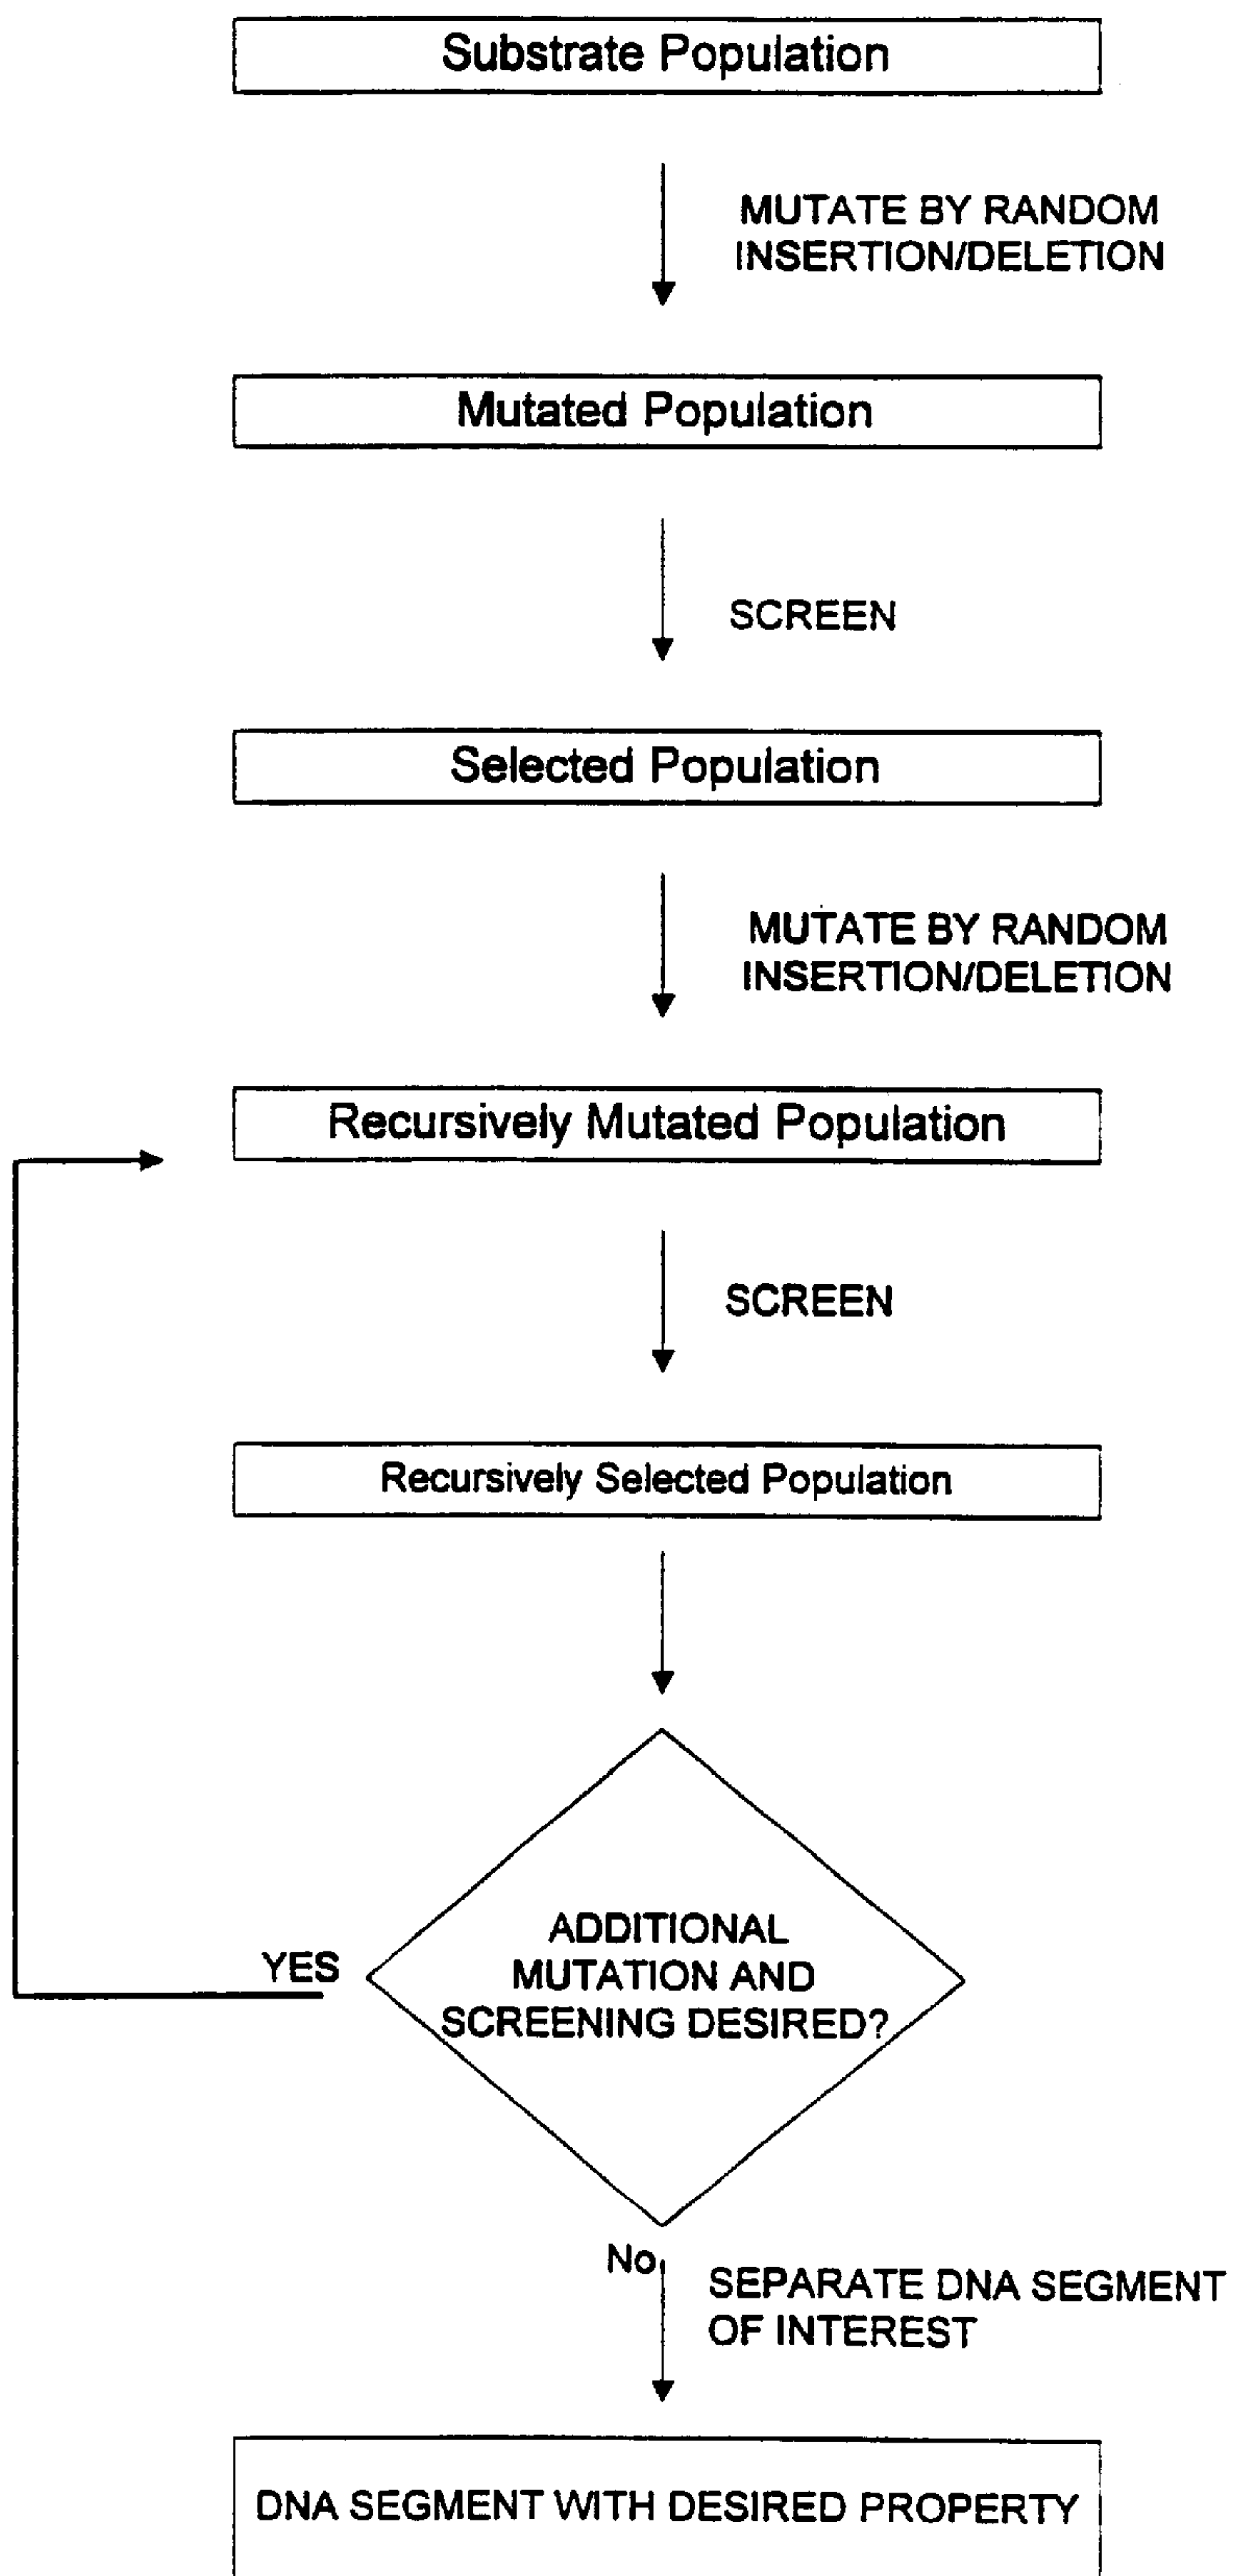 Substrate Population
MUTATE BY RANDOM
INSERTION/DELETION
Mutated Population
SCREEN
Selected Population
MUTATE BY RANDOM
INSERTION/DELETION
Recursively Mutated Population
SCREEN
Recursively Selected Population
ADDITIONAL
MUTATION AND
SCREENING DESIRED?
YES
No
SEPARATE DNA SEGMENT
OF INTEREST
DNA SEGMENT WITH DESIRED PROPERTY